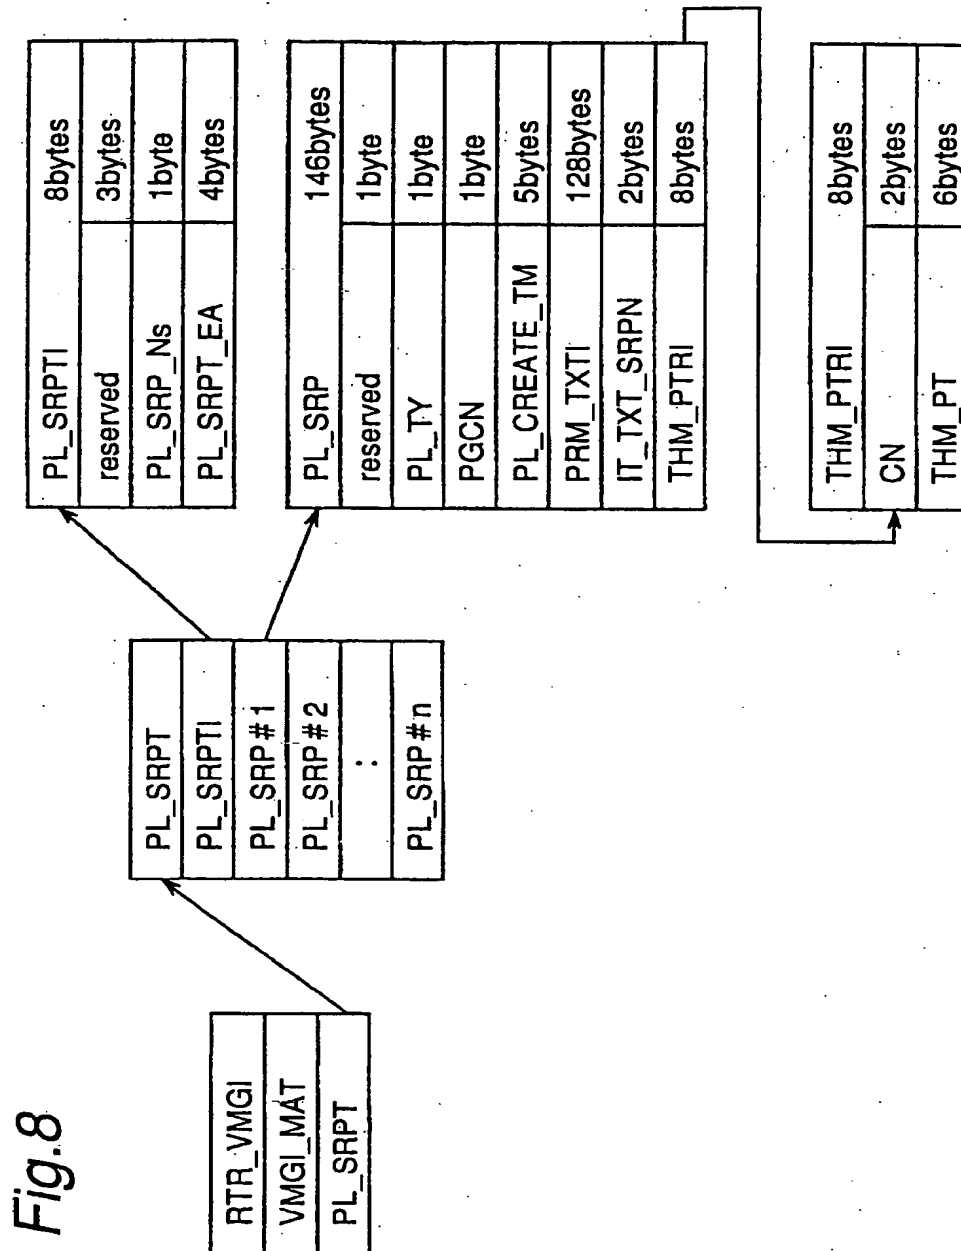 Fig.8
RTR_VMGI
VMGI_MAT
PL_SRPT
PL_SRPT
PL_SRPTI
PL_SRP#1
PL_SRP#2
:
PL_SRP#n
PL_SRPTI 8bytes
reserved 3bytes
PL_SRP_Ns 1byte
PL_SRPT_EA 4bytes
PL_SRP 146bytes
reserved 1byte
PL_TY 1byte
PGCN 1byte
PL_CREATE_TM 5bytes
PRM_TXTI 128bytes
IT_TXT_SRPN 2bytes
THM_PTRI 8bytes
THM_PTRI 8bytes
CN 2bytes
THM_PT 6bytes